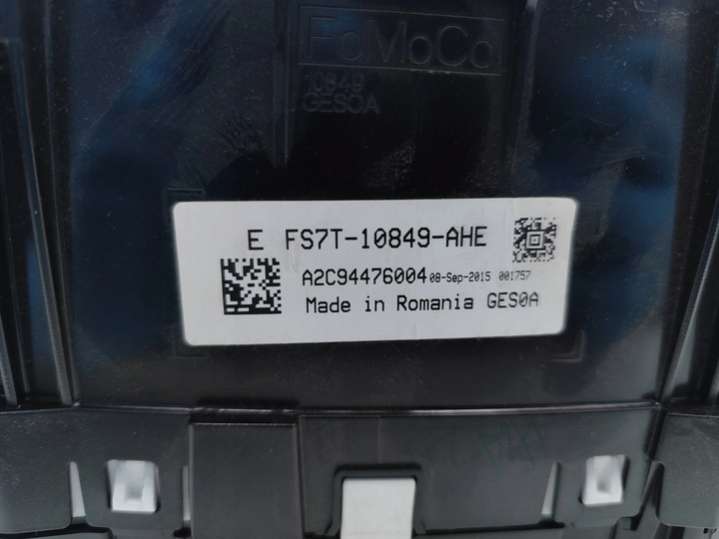 FoMoCo
10849
GES0A
E FS7T-10849-AHE
A2C94476004 08-Sep-2015 001757
Made in Romania GES0A